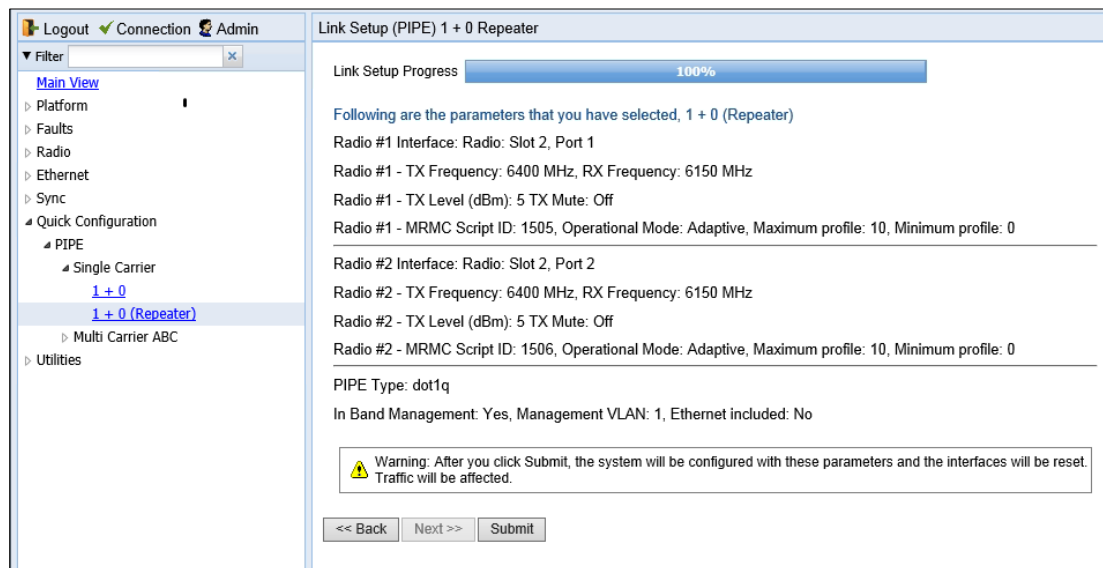 Logout Connection Admin
Filter
Main View
Platform
Faults
Radio
Ethernet
Sync
Quick Configuration
PIPE
Single Carrier
1 + 0
1 + 0 (Repeater)
Multi Carrier ABC
Utilities
Link Setup (PIPE) 1 + 0 Repeater
Link Setup Progress 100%
Following are the parameters that you have selected, 1 + 0 (Repeater)
Radio #1 Interface: Radio: Slot 2, Port 1
Radio #1 - TX Frequency: 6400 MHz, RX Frequency: 6150 MHz
Radio #1 - TX Level (dBm): 5 TX Mute: Off
Radio #1 - MRMC Script ID: 1505, Operational Mode: Adaptive, Maximum profile: 10, Minimum profile: 0
Radio #2 Interface: Radio: Slot 2, Port 2
Radio #2 - TX Frequency: 6400 MHz, RX Frequency: 6150 MHz
Radio #2 - TX Level (dBm): 5 TX Mute: Off
Radio #2 - MRMC Script ID: 1506, Operational Mode: Adaptive, Maximum profile: 10, Minimum profile: 0
PIPE Type: dot1q
In Band Management: Yes, Management VLAN: 1, Ethernet included: No
Warning: After you click Submit, the system will be configured with these parameters and the interfaces will be reset.
Traffic will be affected.
<< Back Next >> Submit